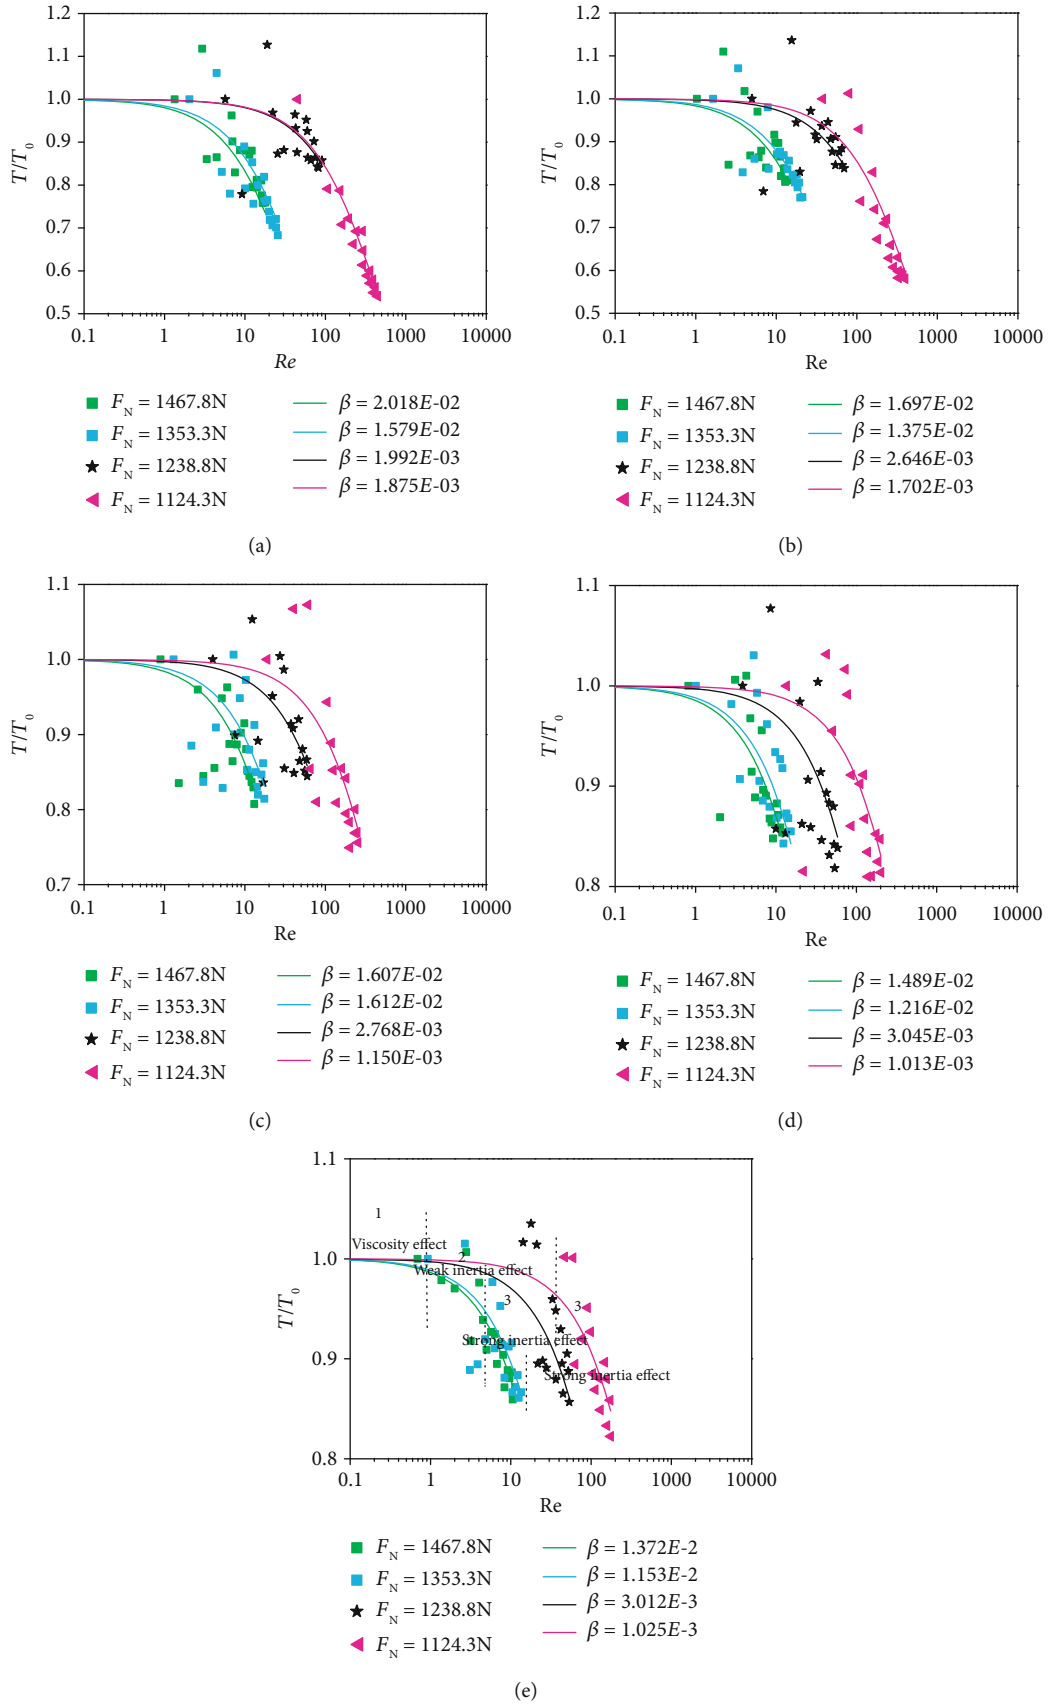 1.2
1.1
1.0
0.9
0.8
0.7
0.6
0.5
T/T0
0.1 1 10 100 1000 10000
Re
FN = 1467.8N
FN = 1353.3N
FN = 1238.8N
FN = 1124.3N
β = 2.018E-02
β = 1.579E-02
β = 1.992E-03
β = 1.875E-03
(a)
1.2
1.1
1.0
0.9
0.8
0.7
0.6
0.5
T/T0
0.1 1 10 100 1000 10000
Re
FN = 1467.8N
FN = 1353.3N
FN = 1238.8N
FN = 1124.3N
β = 1.697E-02
β = 1.375E-02
β = 2.646E-03
β = 1.702E-03
(b)
1.1
1.0
0.9
0.8
0.7
T/T0
0.1 1 10 100 1000 10000
Re
FN = 1467.8N
FN = 1353.3N
FN = 1238.8N
FN = 1124.3N
β = 1.607E-02
β = 1.612E-02
β = 2.768E-03
β = 1.150E-03
(c)
1.1
1.0
0.9
0.8
T/T0
0.1 1 10 100 1000 10000
Re
FN = 1467.8N
FN = 1353.3N
FN = 1238.8N
FN = 1124.3N
β = 1.489E-02
β = 1.216E-02
β = 3.045E-03
β = 1.013E-03
(d)
1.1
1.0
0.9
0.8
T/T0
1
Viscosity effect
2
Weak inertia effect
3
Strong inertia effect
3
Strong inertia effect
0.1 1 10 100 1000 10000
Re
FN = 1467.8N
FN = 1353.3N
FN = 1238.8N
FN = 1124.3N
β = 1.372E-2
β = 1.153E-2
β = 3.012E-3
β = 1.025E-3
(e)